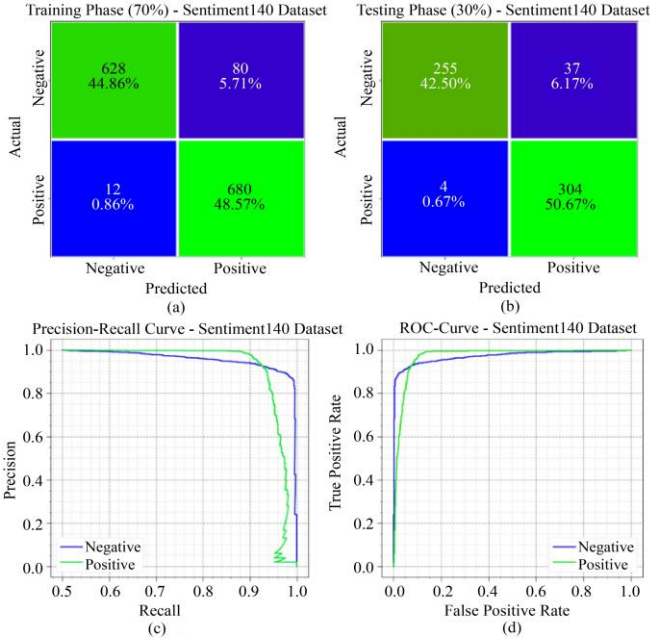 Training Phase (70%) - Sentiment140 Dataset
Negative
628
44.86%
80
5.71%
Actual
Positive
12
0.86%
680
48.57%
Negative
Positive
Predicted
(a)
Testing Phase (30%) - Sentiment140 Dataset
Negative
255
42.50%
37
6.17%
Actual
Positive
4
0.67%
304
50.67%
Negative
Positive
Predicted
(b)
Precision-Recall Curve - Sentiment140 Dataset
1.0
0.8
0.6
0.4
0.2
0.0
Precision
Negative
Positive
0.5
0.6
0.7
0.8
0.9
1.0
Recall
(c)
ROC-Curve - Sentiment140 Dataset
1.0
0.8
0.6
0.4
0.2
0.0
True Positive Rate
Negative
Positive
0.0
0.2
0.4
0.6
0.8
1.0
False Positive Rate
(d)